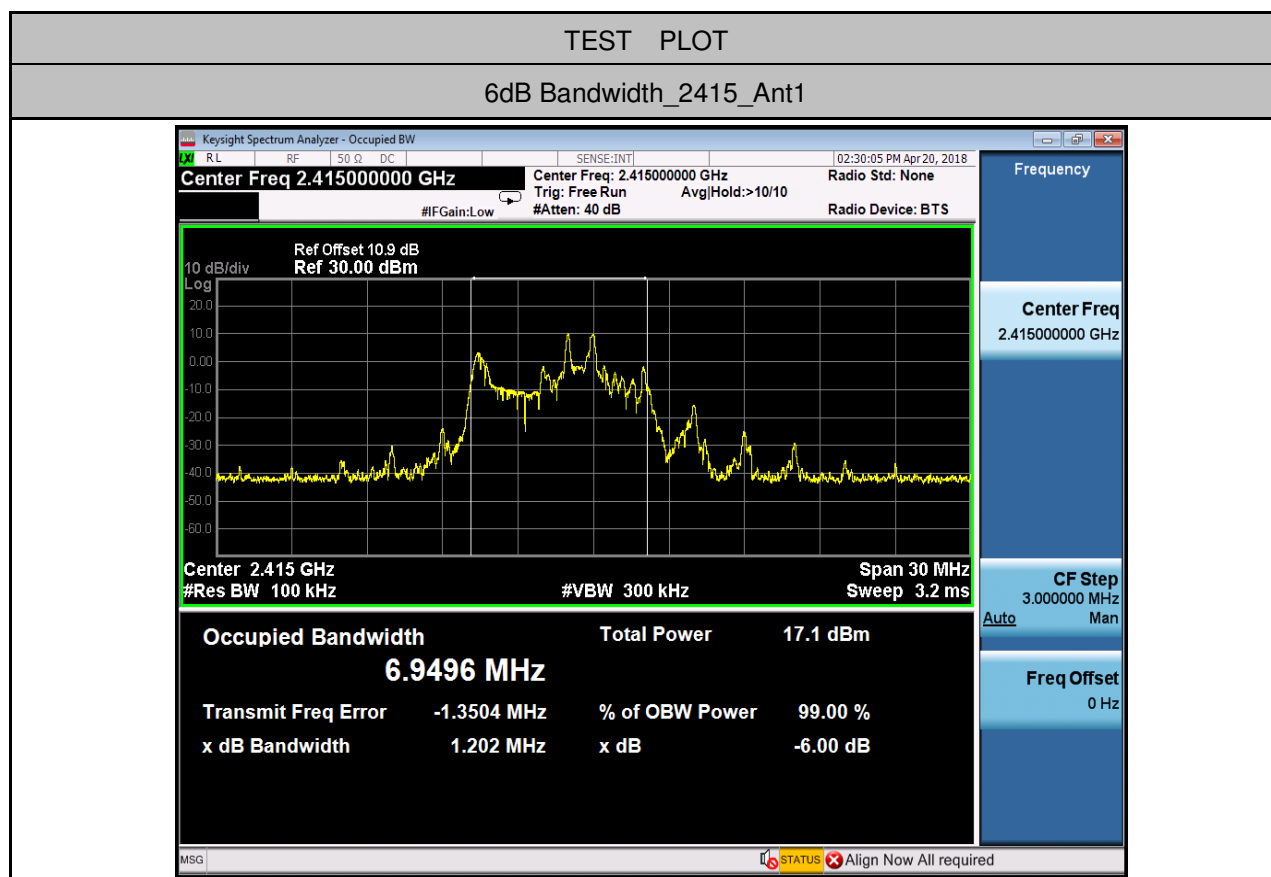 TEST PLOT
6dB Bandwidth_2415_Ant1
Keysight Spectrum Analyzer - Occupied BW
LXI RL RF 50 Ω DC SENSE:INT 02:30:05 PM Apr 20, 2018
Center Freq 2.415000000 GHz
Center Freq: 2.415000000 GHz
Radio Std: None
Trig: Free Run Avg|Hold:>10/10
#IFGain:Low
#Atten: 40 dB
Radio Device: BTS
Frequency
Ref Offset 10.9 dB
10 dB/div Ref 30.00 dBm
Log
20.0
10.0
0.00
-10.0
-20.0
-30.0
-40.0
-50.0
-60.0
Center 2.415 GHz Span 30 MHz
#Res BW 100 kHz #VBW 300 kHz Sweep 3.2 ms
Center Freq
2.415000000 GHz
CF Step
3.000000 MHz
Auto Man
Freq Offset
0 Hz
Occupied Bandwidth Total Power 17.1 dBm
6.9496 MHz
Transmit Freq Error -1.3504 MHz % of OBW Power 99.00 %
x dB Bandwidth 1.202 MHz x dB -6.00 dB
MSG STATUS Align Now All required